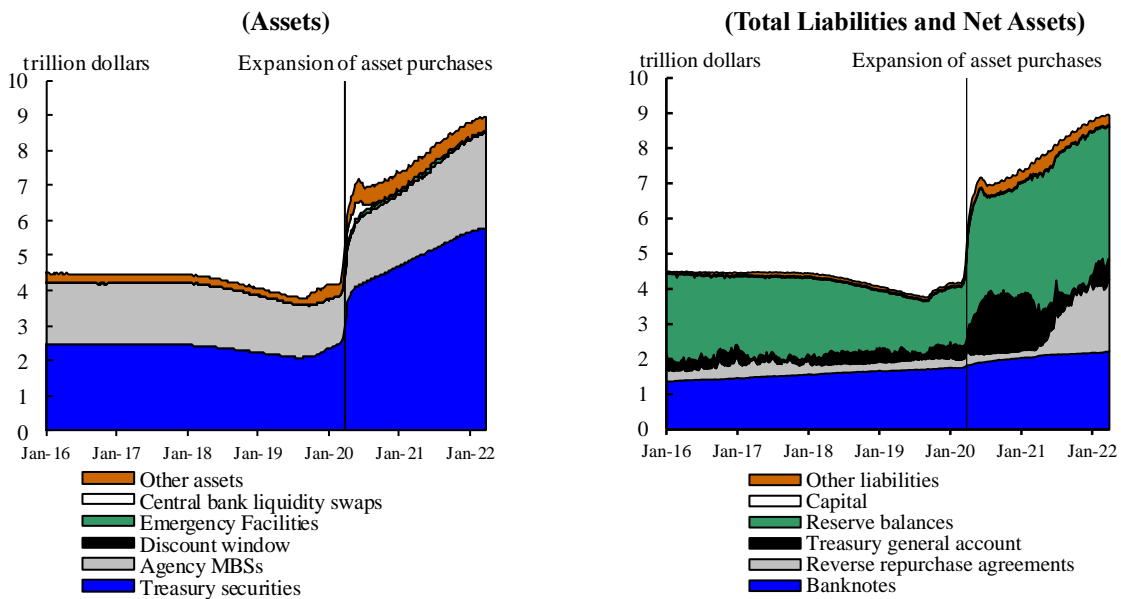 (Assets)
trillion dollars
Expansion of asset purchases
10
9
8
7
6
5
4
3
2
1
0
Jan-16 Jan-17 Jan-18 Jan-19 Jan-20 Jan-21 Jan-22
Other assets
Central bank liquidity swaps
Emergency Facilities
Discount window
Agency MBSs
Treasury securities
(Total Liabilities and Net Assets)
trillion dollars
Expansion of asset purchases
10
9
8
7
6
5
4
3
2
1
0
Jan-16 Jan-17 Jan-18 Jan-19 Jan-20 Jan-21 Jan-22
Other liabilities
Capital
Reserve balances
Treasury general account
Reverse repurchase agreements
Banknotes